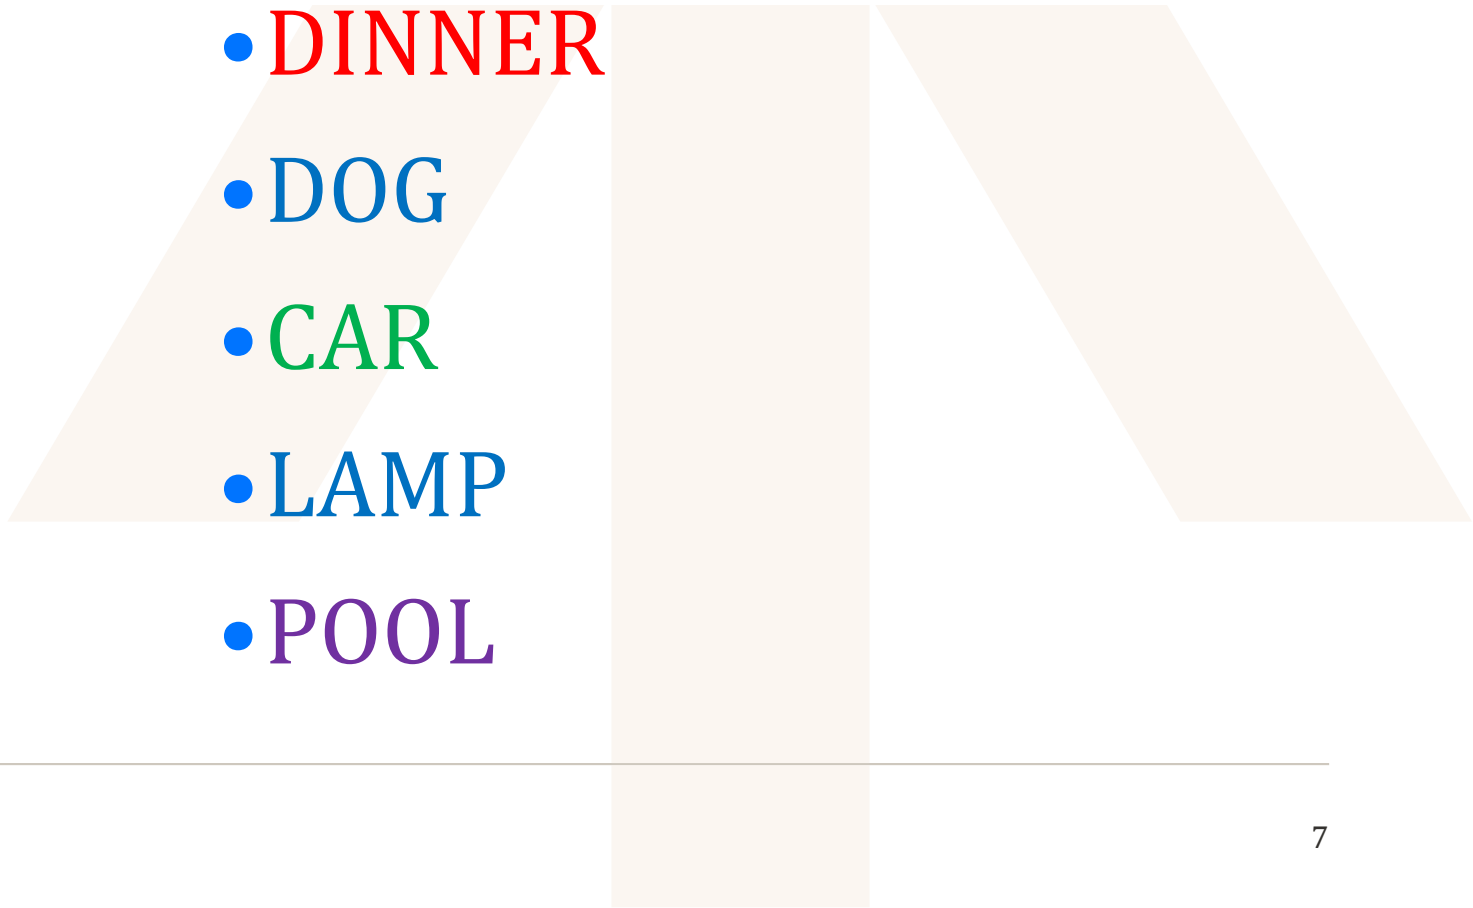 • DINNER
• DOG
• CAR
• LAMP
• POOL
7